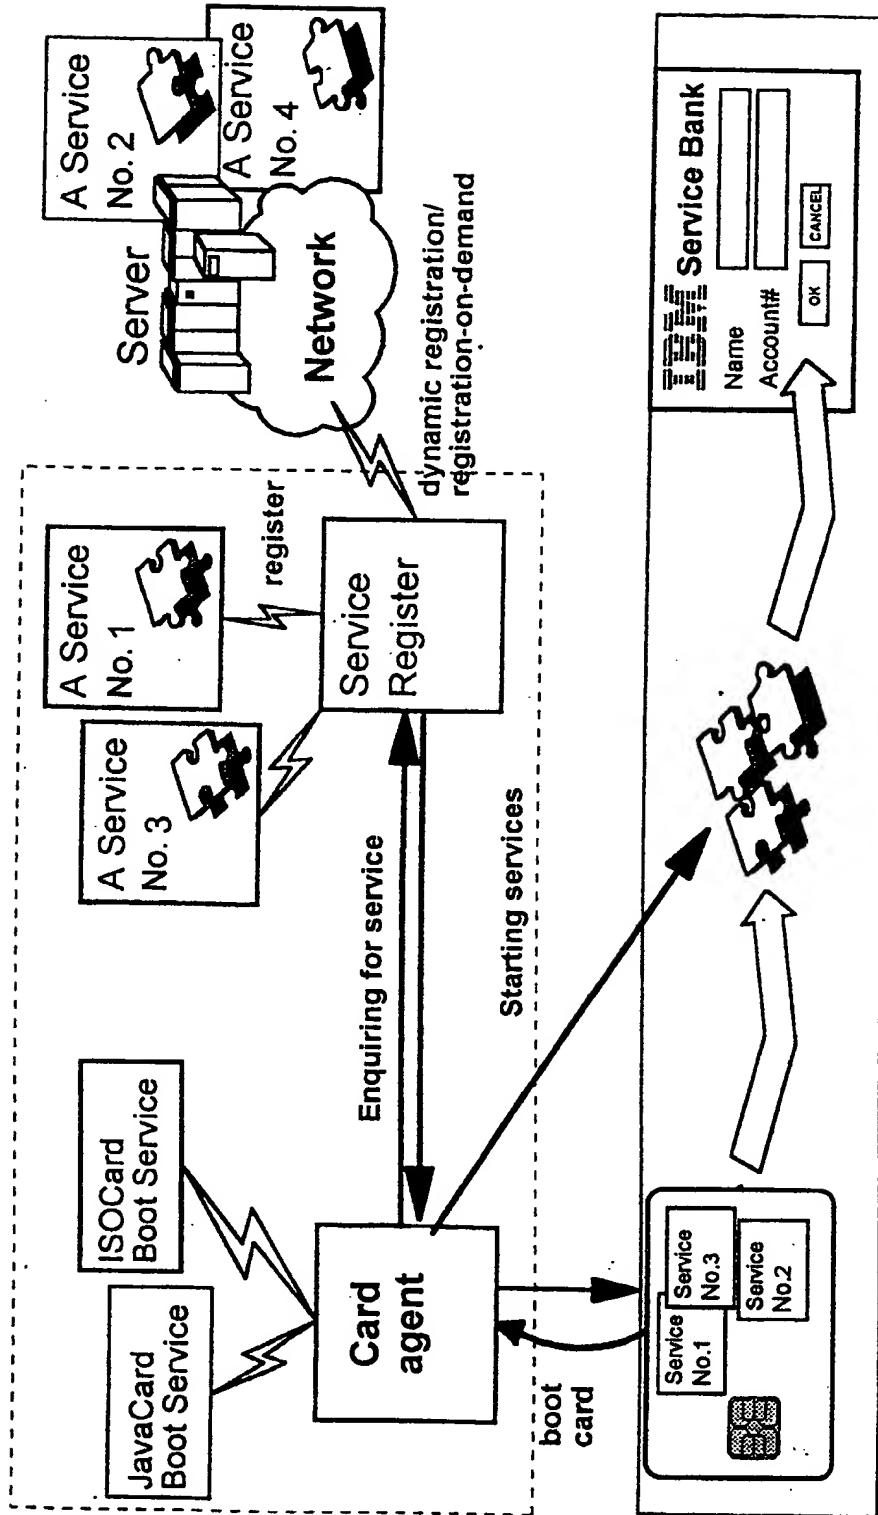 JavaCard
Boot Service
ISOCard
Boot Service
A Service
No. 3
A Service
No. 1
Server
A Service
No. 2
A Service
No. 4
register
Network
Card
agent
Enquiring for service
Service
Register
dynamic registration/
registration-on-demand
Starting services
boot
card
Service
No.1
Service
No.3
Service
No.2
IBM Service Bank
Name
Account#
OK
CANCEL